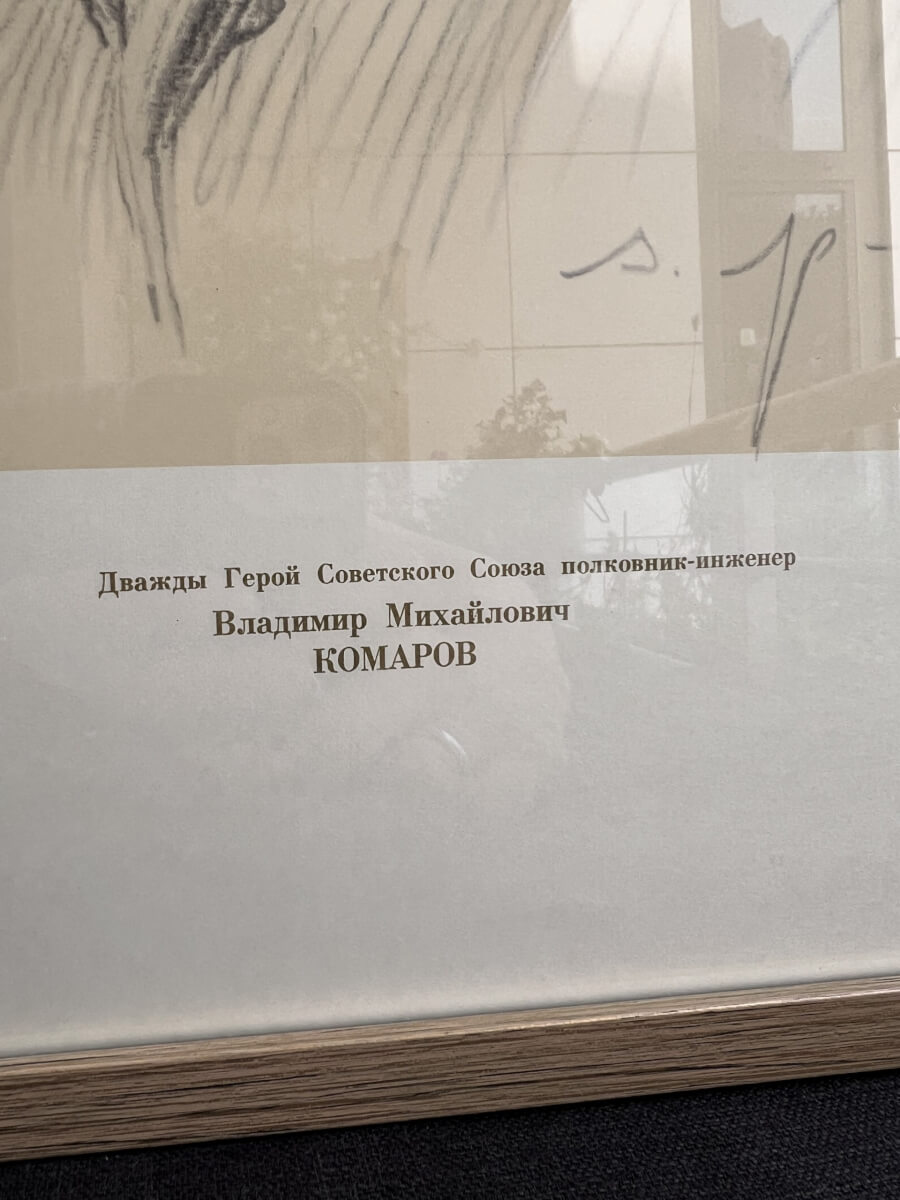 Дважды Герой Советского Союза полковник-инженер
Владимир Михайлович
КОМАРОВ